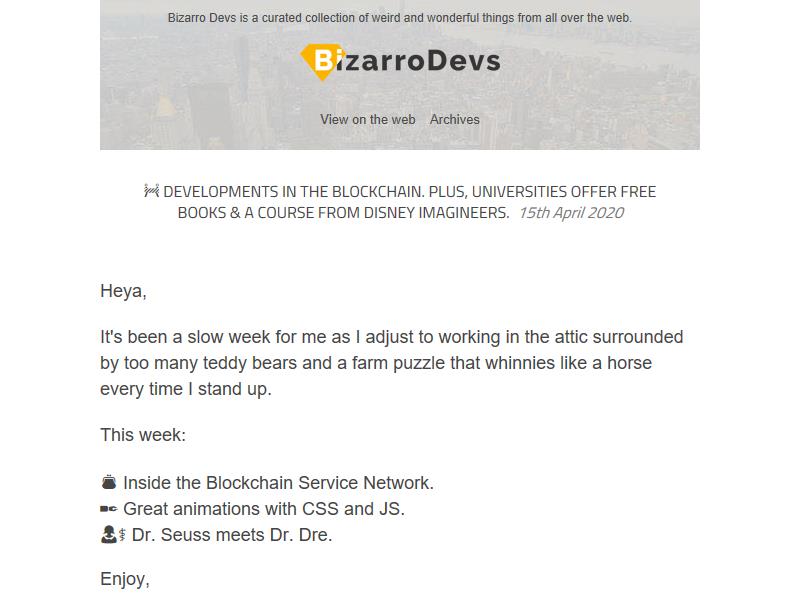 Bizarro Devs is a curated collection of weird and wonderful things from all over the web.
BizarroDevs
View on the web Archives
DEVELOPMENTS IN THE BLOCKCHAIN. PLUS, UNIVERSITIES OFFER FREE
BOOKS & A COURSE FROM DISNEY IMAGINEERS. 15th April 2020
Heya,
It's been a slow week for me as I adjust to working in the attic surrounded
by too many teddy bears and a farm puzzle that whinnies like a horse
every time I stand up.
This week:
👛 Inside the Blockchain Service Network.
✒ Great animations with CSS and JS.
Dr. Seuss meets Dr. Dre.
Enjoy,